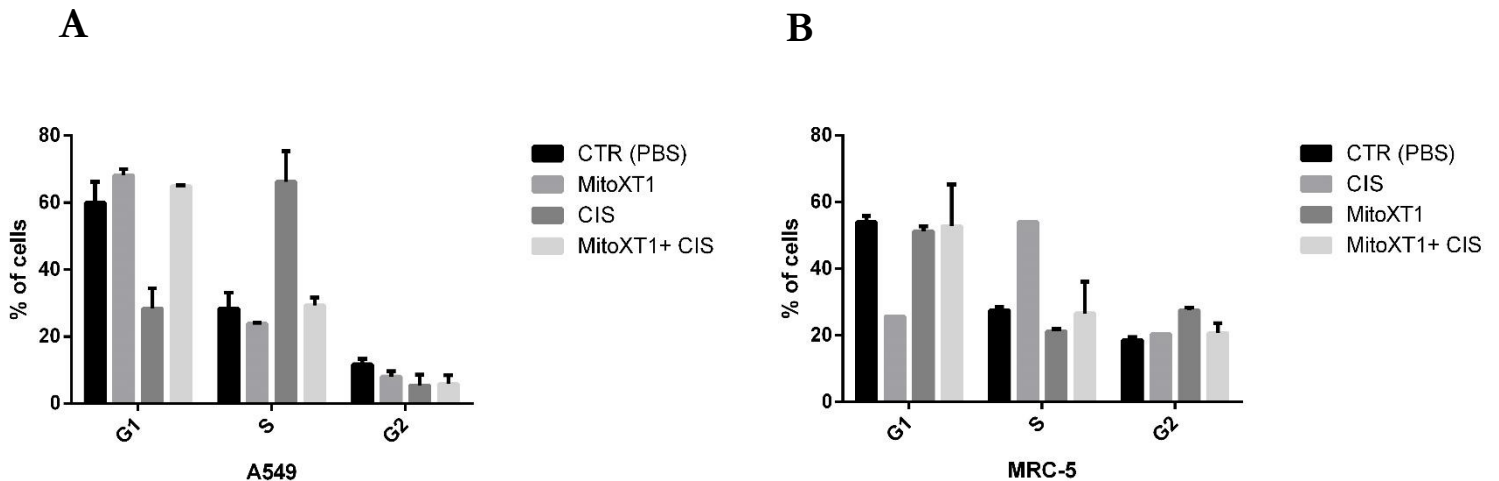 A
% of cells
80
60
40
20
0
G1
S
G2
A549
CTR (PBS)
MitoXT1
CIS
MitoXT1+ CIS
B
% of cells
80
60
40
20
0
G1
S
G2
MRC-5
CTR (PBS)
CIS
MitoXT1
MitoXT1+ CIS